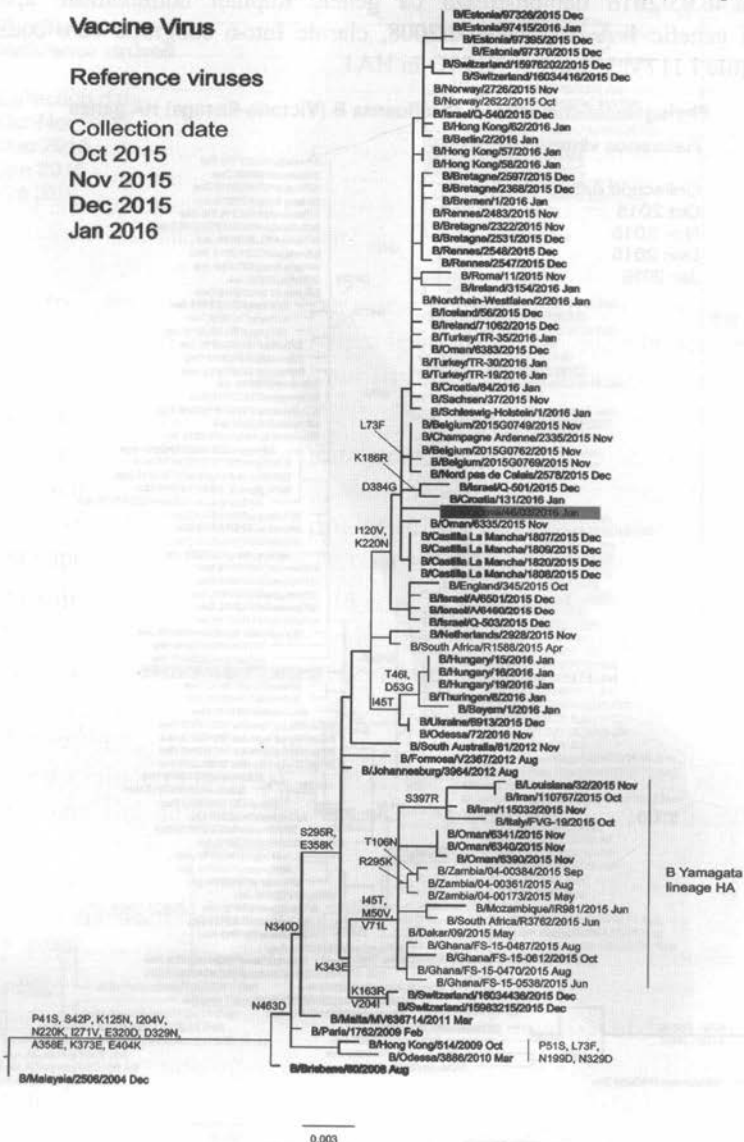 Vaccine Virus
Reference viruses
Collection date
Oct 2015
Nov 2015
Dec 2015
Jan 2016
B/Estonia/97326/2015 Dec
B/Estonia/97415/2016 Jan
B/Estonia/97395/2015 Dec
B/Estonia/97370/2015 Dec
B/Switzerland/15976202/2015 Dec
B/Switzerland/16034416/2015 Dec
B/Norway/2726/2015 Nov
B/Norway/2622/2015 Oct
B/Israel/Q-540/2015 Dec
B/Hong Kong/62/2016 Jan
B/Berlin/2/2016 Jan
B/Hong Kong/57/2016 Jan
B/Hong Kong/58/2016 Jan
B/Bretagne/2597/2015 Dec
B/Bretagne/2368/2015 Dec
B/Bremen/1/2016 Jan
B/Rennes/2483/2015 Nov
B/Bretagne/2322/2015 Nov
B/Bretagne/2531/2015 Dec
B/Rennes/2548/2015 Dec
B/Rennes/2547/2015 Dec
B/Roma/11/2015 Nov
B/Ireland/3154/2016 Jan
B/Nordrhein-Westfalen/2/2016 Jan
B/Iceland/56/2015 Dec
B/Ireland/71062/2015 Dec
B/Turkey/TR-35/2016 Jan
B/Oman/6383/2015 Dec
B/Turkey/TR-30/2016 Jan
B/Turkey/TR-19/2016 Jan
B/Croatia/84/2016 Jan
B/Sachsen/37/2015 Nov
B/Schleswig-Holstein/1/2016 Jan
L73F
B/Belgium/2015G0749/2015 Nov
B/Champagne Ardenne/2335/2015 Nov
K186R
B/Belgium/2015G0762/2015 Nov
B/Belgium/2015G0769/2015 Nov
B/Nord pas de Calais/2578/2015 Dec
D384G
B/Israel/Q-501/2015 Dec
B/Croatia/131/2016 Jan
B/Oman/6335/2015 Nov
I120V,
K220N
B/Castilla La Mancha/1807/2015 Dec
B/Castilla La Mancha/1809/2015 Dec
B/Castilla La Mancha/1820/2015 Dec
B/Castilla La Mancha/1808/2015 Dec
B/England/345/2015 Oct
B/Israel/A/6501/2015 Dec
B/Israel/A/6490/2015 Dec
B/Israel/Q-503/2015 Dec
B/Netherlands/2928/2015 Nov
B/South Africa/R1588/2015 Apr
T46I,
D53G
B/Hungary/15/2016 Jan
B/Hungary/16/2016 Jan
B/Hungary/19/2016 Jan
B/Thuringen/8/2016 Jan
I45T
B/Bayern/1/2016 Jan
B/Ukraine/6913/2015 Dec
B/Odessa/72/2016 Nov
B/South Australia/81/2012 Nov
B/Formosa/V2367/2012 Aug
B/Johannesburg/3964/2012 Aug
S397R
B/Louisiana/32/2015 Nov
B/Iran/110767/2015 Oct
B/Iran/115032/2015 Nov
B/Italy/FVG-19/2015 Oct
S295R,
E358K
T106N
B/Oman/6341/2015 Nov
B/Oman/6340/2015 Nov
R295K
B/Oman/6390/2015 Nov
B/Zambia/04-00384/2015 Sep
B/Zambia/04-00361/2015 Aug
B/Zambia/04-00173/2015 May
B Yamagata
lineage HA
I45T,
M50V,
V71L
B/Mozambique/IR981/2015 Jun
B/South Africa/R3762/2015 Jun
N340D
B/Dakar/09/2015 May
B/Ghana/FS-15-0487/2015 Aug
B/Ghana/FS-15-0612/2015 Oct
K343E
B/Ghana/FS-15-0470/2015 Aug
B/Ghana/FS-15-0538/2015 Jun
K163R
V204I
B/Switzerland/16034436/2015 Dec
B/Switzerland/15963215/2015 Dec
N463D
B/Malta/MV636714/2011 Mar
B/Paris/1762/2009 Feb
P41S, S42P, K125N, I204V,
N220K, I271V, E320D, D329N,
A358E, K373E, E404K
B/Hong Kong/514/2009 Oct
B/Odessa/3886/2010 Mar
P51S, L73F,
N199D, N329D
B/Brisbane/60/2008 Aug
B/Malaysia/2506/2004 Dec
0.003